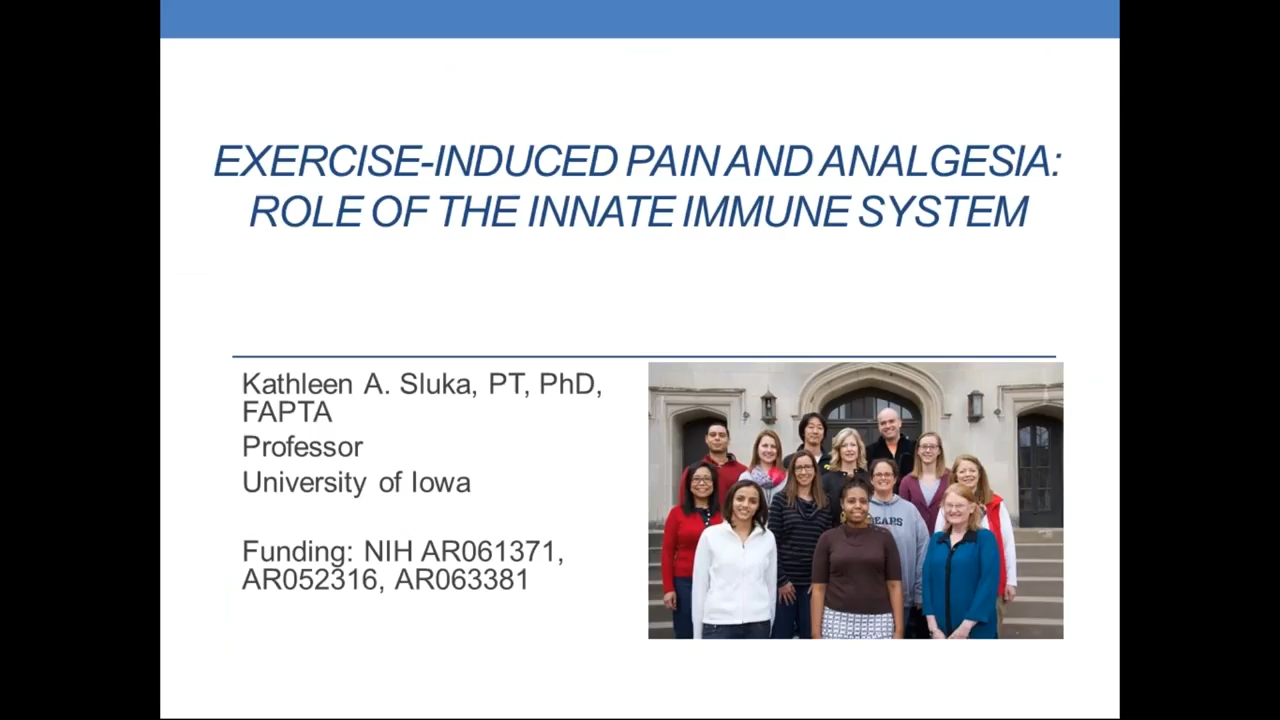 EXERCISE-INDUCED PAIN AND ANALGESIA:
ROLE OF THE INNATE IMMUNE SYSTEM
Kathleen A. Sluka, PT, PhD,
FAPTA
Professor
University of Iowa
Funding: NIH AR061371,
AR052316, AR063381
EARS